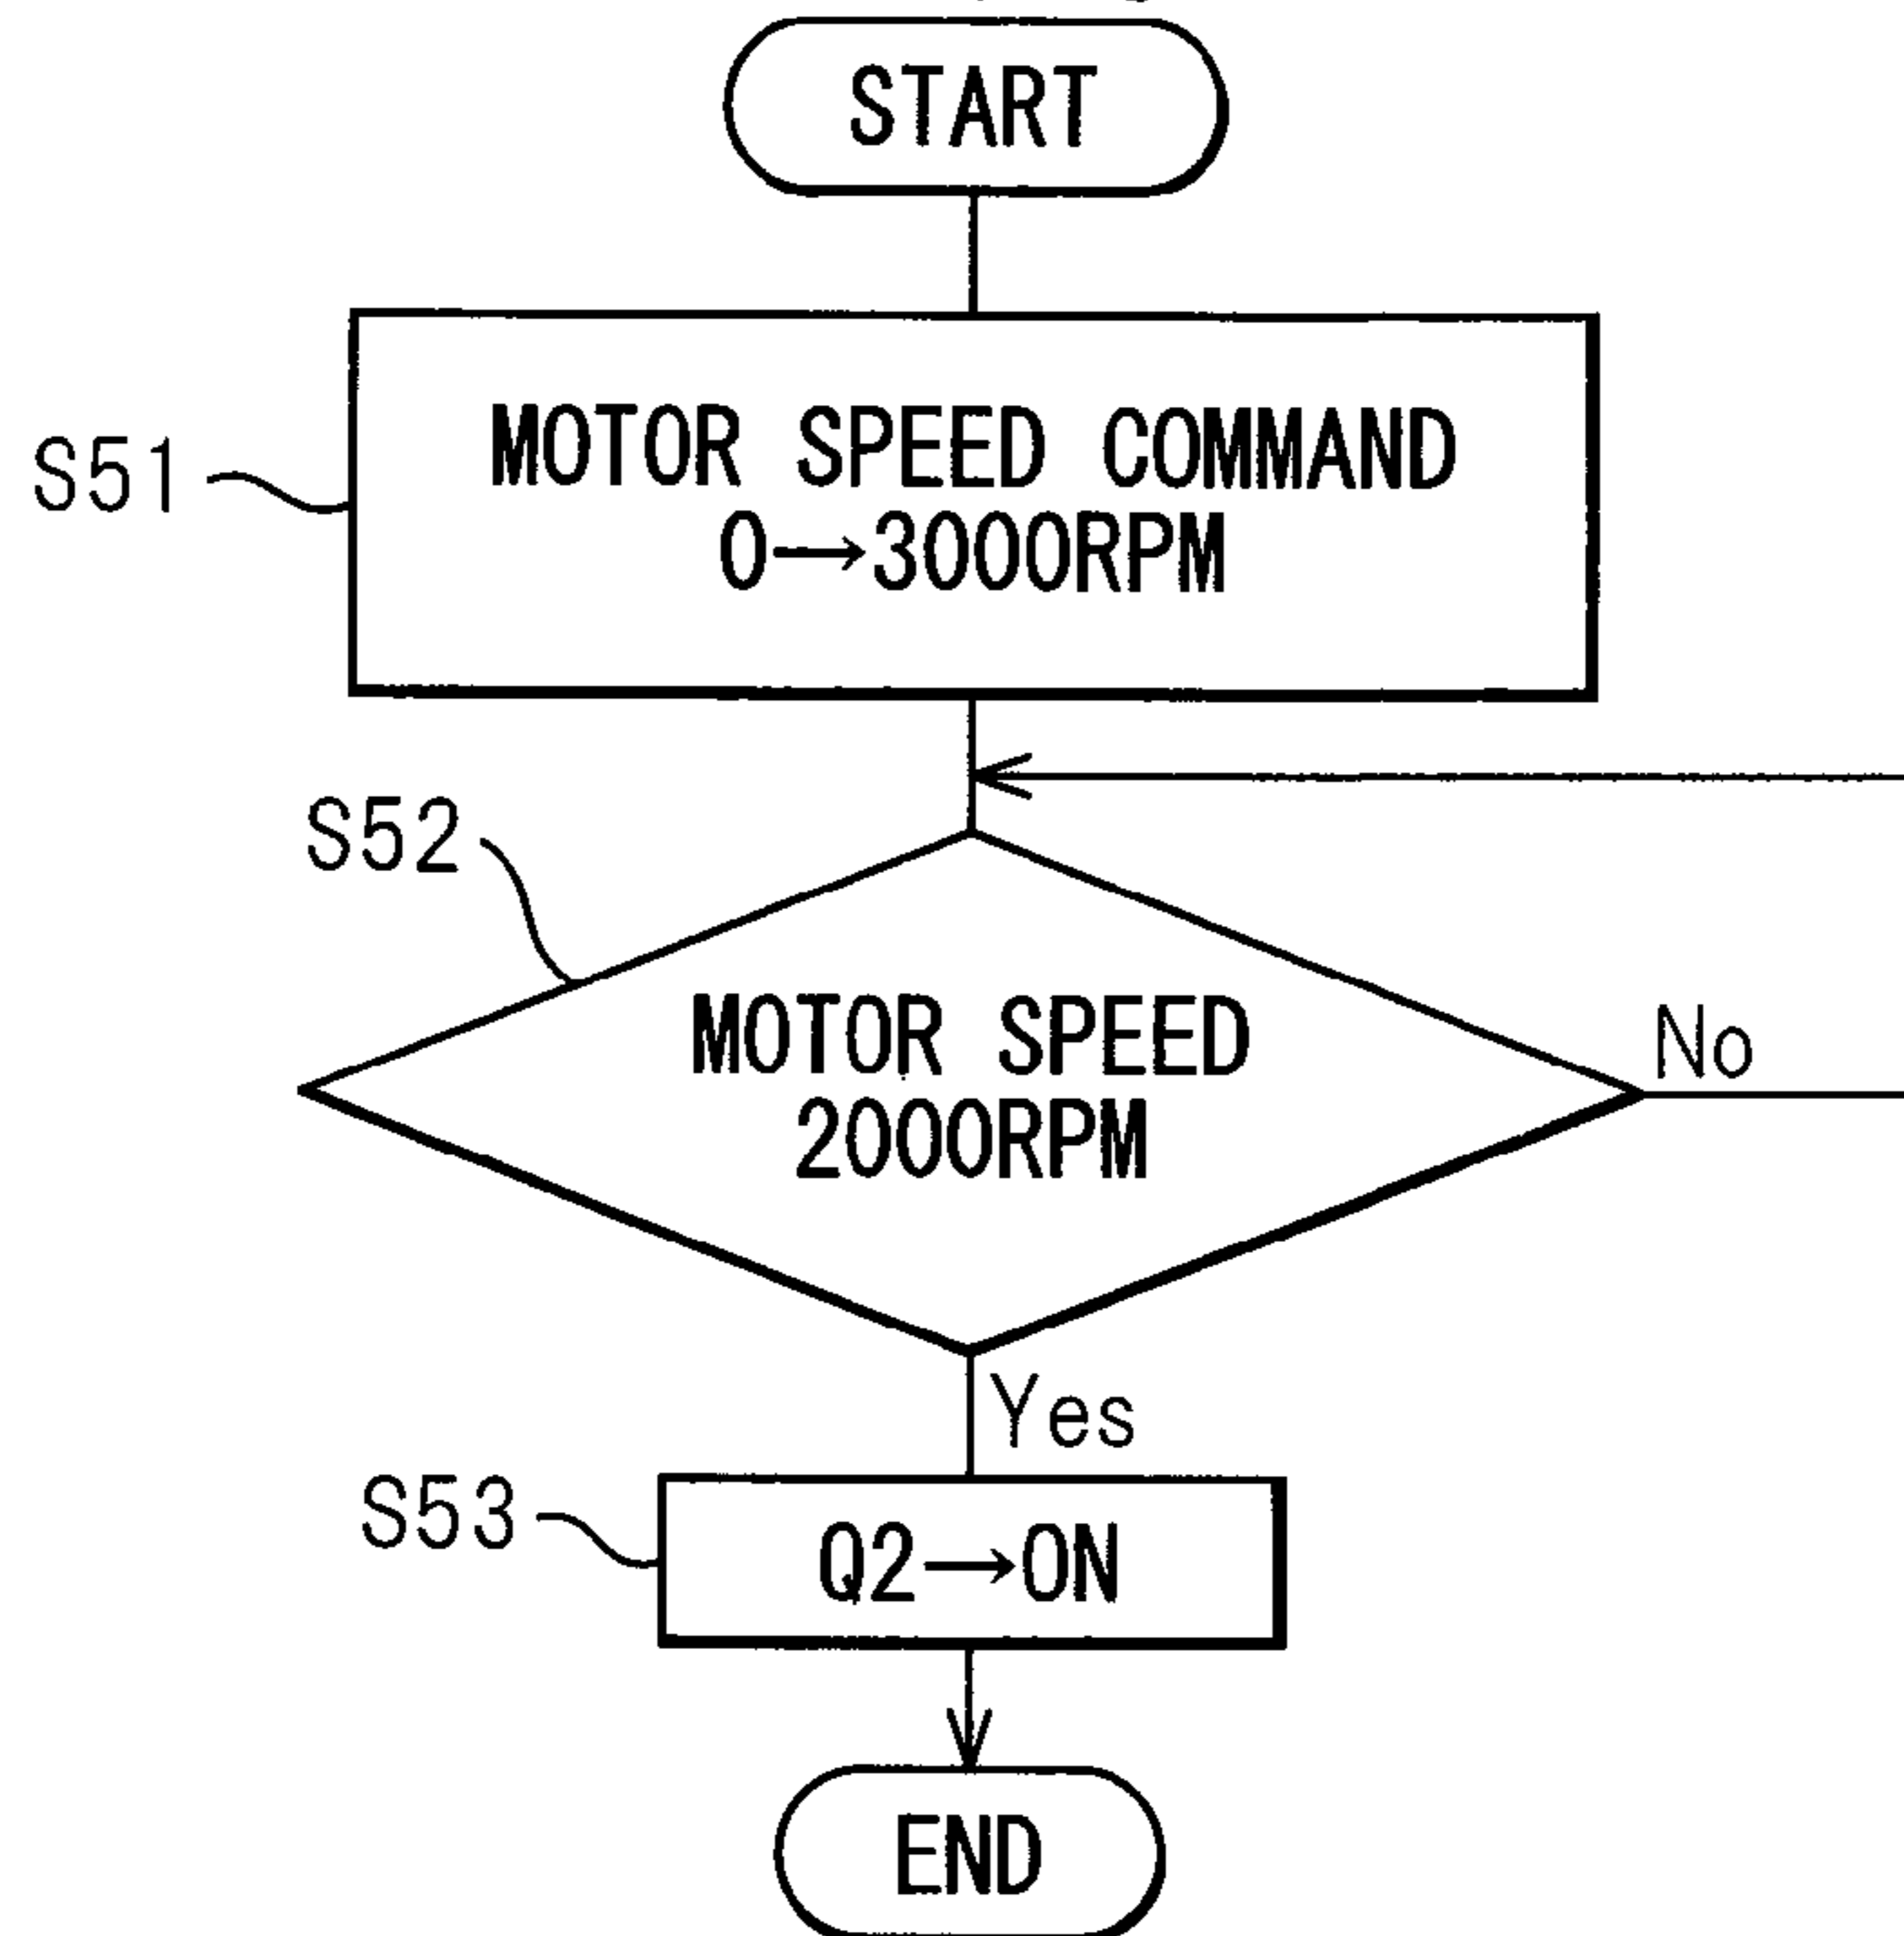 START
S51
MOTOR SPEED COMMAND
0→3000RPM
S52
MOTOR SPEED
2000RPM
No
Yes
S53
Q2→ON
END